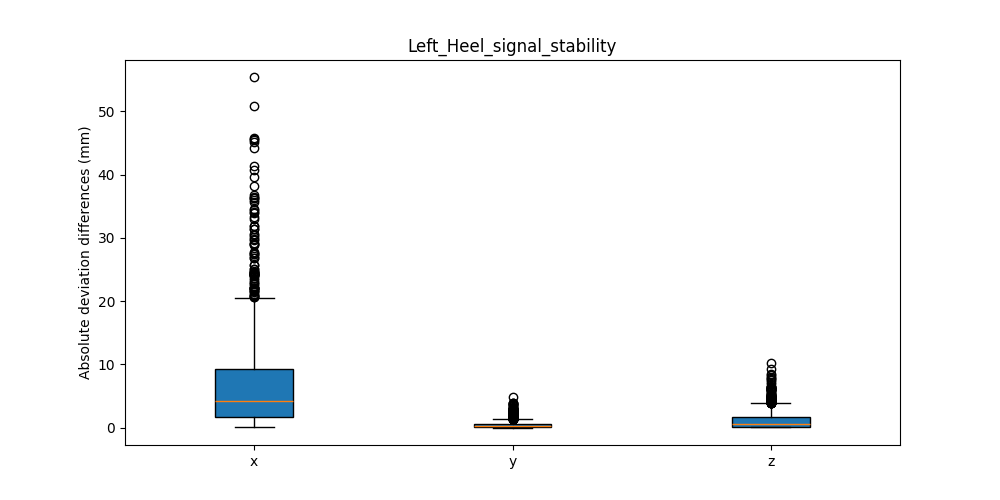 Left_Heel_signal_stability
Absolute deviation differences (mm)
50
40
30
20
10
0
x y z